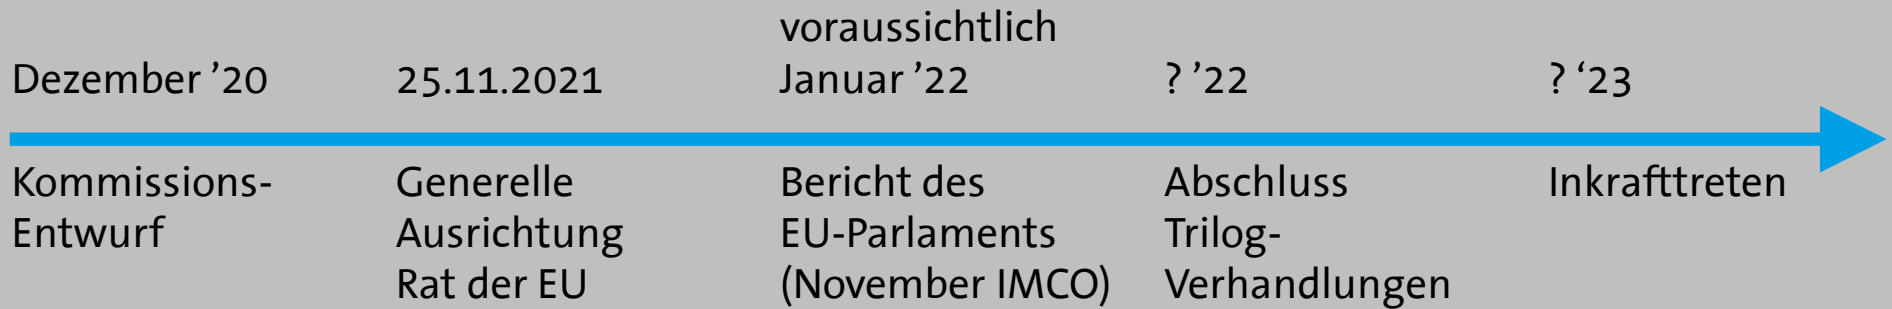 Dezember ’20
25.11.2021
voraussichtlich
Januar ’22
? ’22
? ‘23
Kommissions-
Entwurf
Generelle
Ausrichtung
Rat der EU
Bericht des
EU-Parlaments
(November IMCO)
Abschluss
Trilog-
Verhandlungen
Inkrafttreten